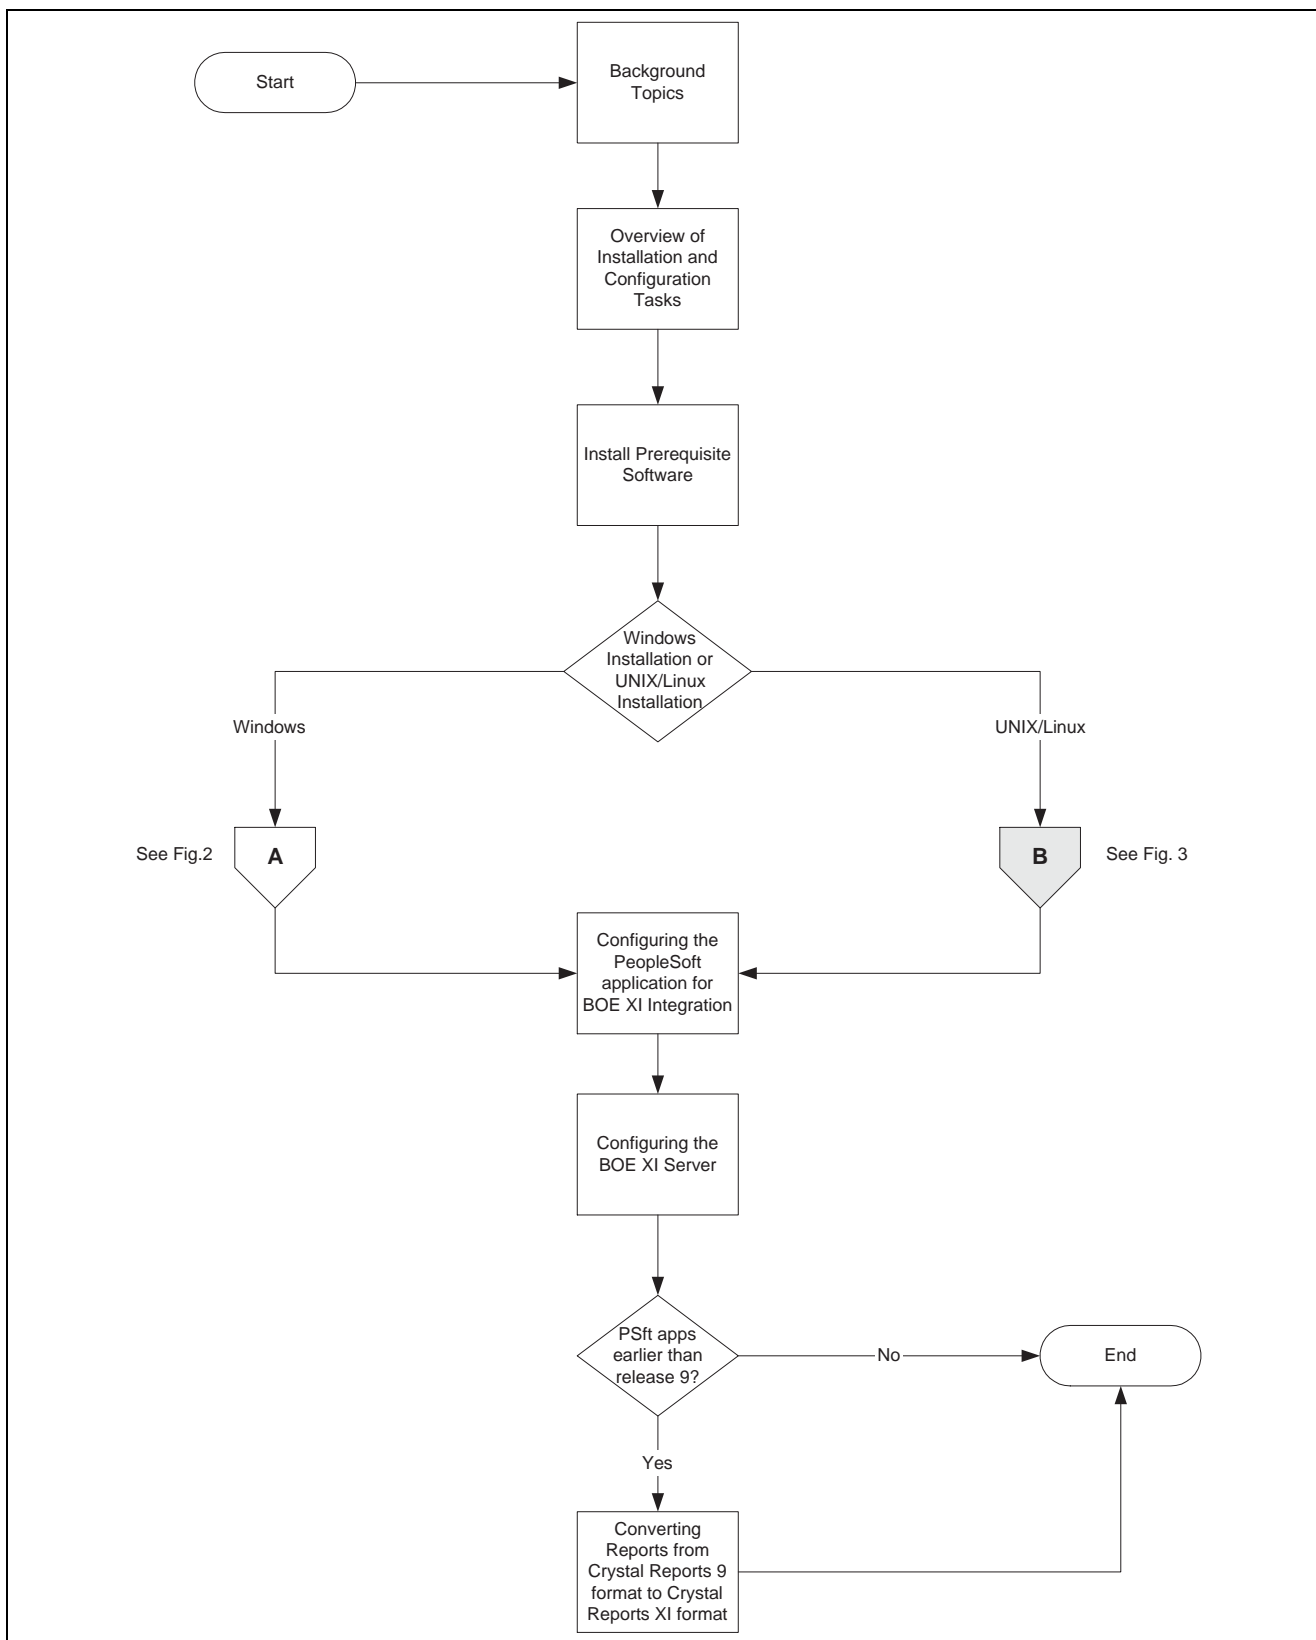 Start
Background
Topics
Overview of
Installation and
Configuration
Tasks
Install Prerequisite
Software
Windows
Installation or
UNIX/Linux
Installation
Windows
UNIX/Linux
See Fig.2
A
B
See Fig. 3
Configuring the
PeopleSoft
application for
BOE XI Integration
Configuring the
BOE XI Server
PSft apps
earlier than
release 9?
No
End
Yes
Converting
Reports from
Crystal Reports 9
format to Crystal
Reports XI format